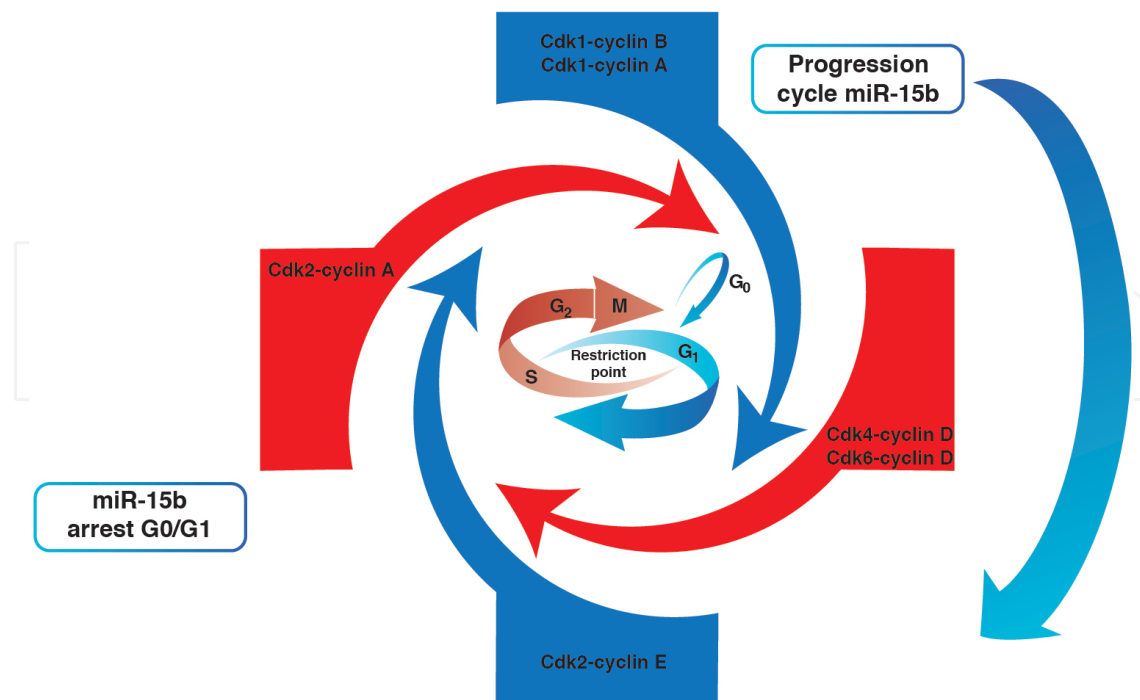 Cdk1-cyclin B
Cdk1-cyclin A
Progression
cycle miR-15b
Cdk2-cyclin A
G0
G2
M
G1
Restriction
point
S
Cdk4-cyclin D
Cdk6-cyclin D
miR-15b
arrest G0/G1
Cdk2-cyclin E